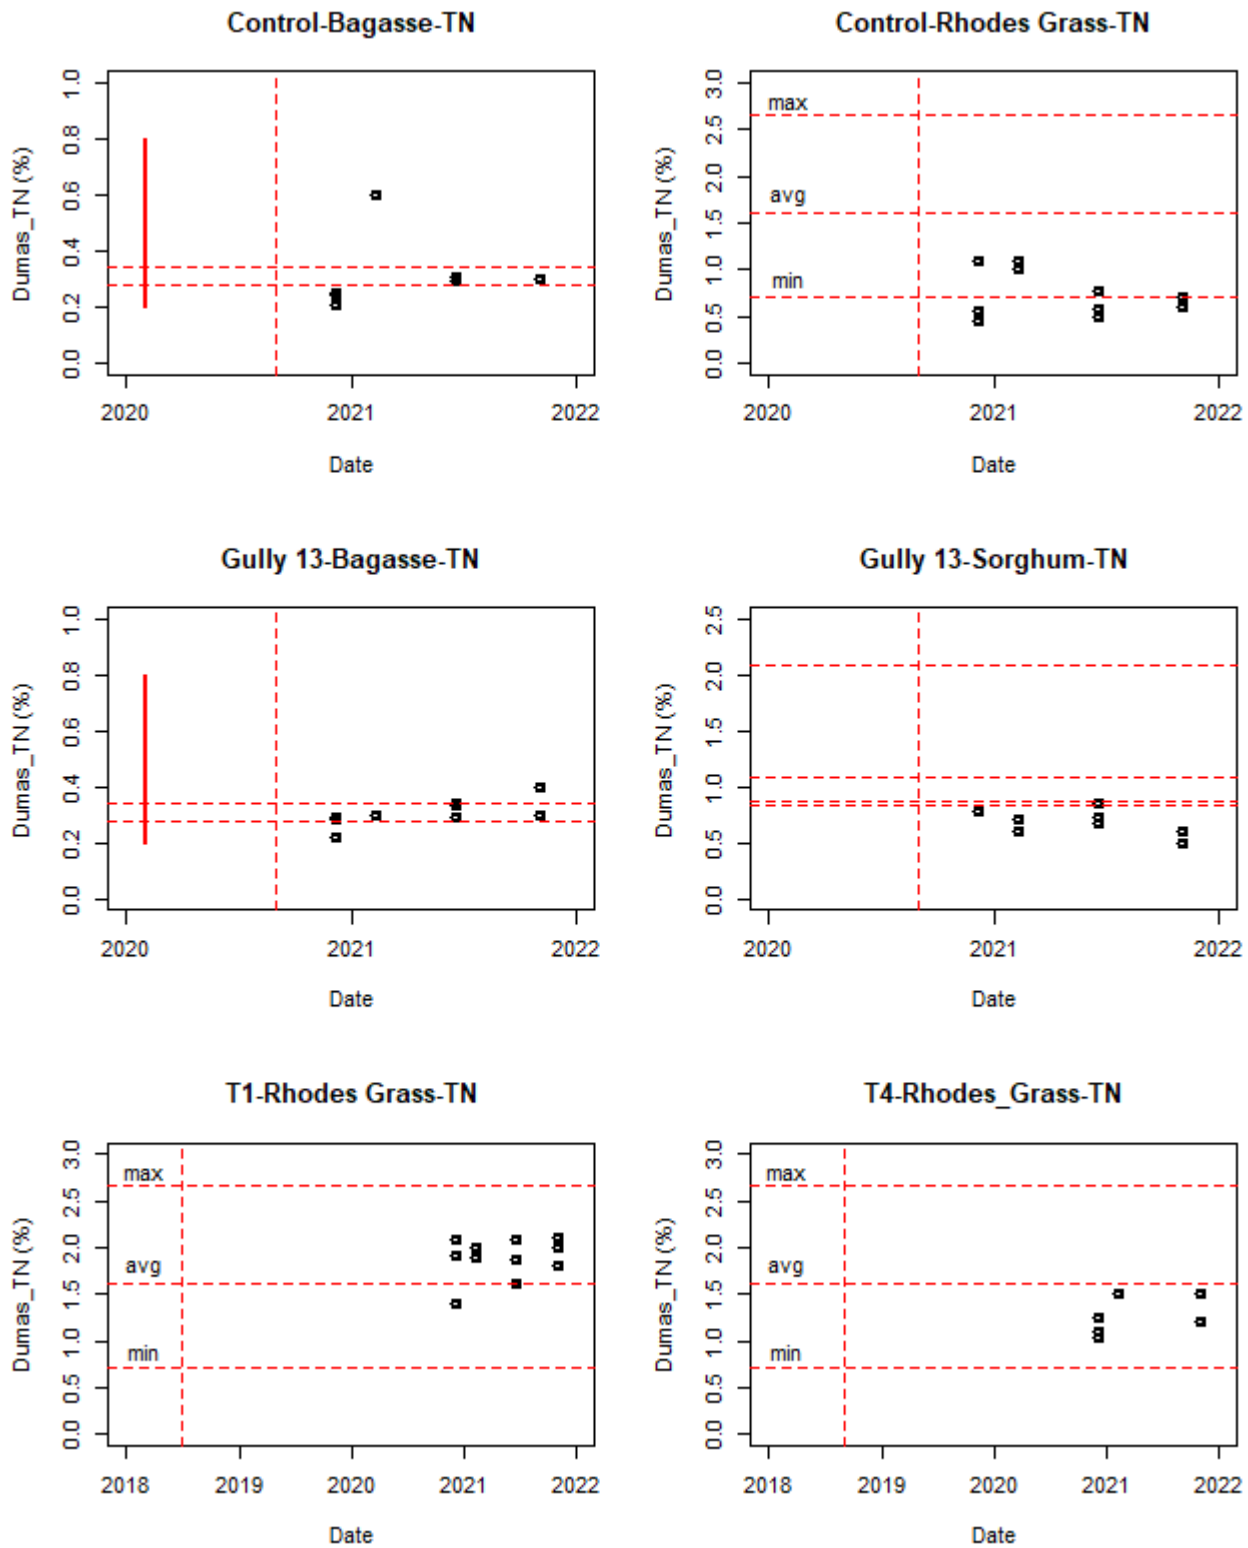 Control-Bagasse-TN
Dumas_TN (%)
1.0
0.8
0.6
0.4
0.2
0.0
2020 2021 2022
Date
Control-Rhodes Grass-TN
Dumas_TN (%)
3.0
2.5
2.0
1.5
1.0
0.5
0.0
max
avg
min
2020 2021 2022
Date
Gully 13-Bagasse-TN
Dumas_TN (%)
1.0
0.8
0.6
0.4
0.2
0.0
2020 2021 2022
Date
Gully 13-Sorghum-TN
Dumas_TN (%)
2.5
2.0
1.5
1.0
0.5
0.0
2020 2021 2022
Date
T1-Rhodes Grass-TN
Dumas_TN (%)
3.0
2.5
2.0
1.5
1.0
0.5
0.0
max
avg
min
2018 2019 2020 2021 2022
Date
T4-Rhodes_Grass-TN
Dumas_TN (%)
3.0
2.5
2.0
1.5
1.0
0.5
0.0
max
avg
min
2018 2019 2020 2021 2022
Date